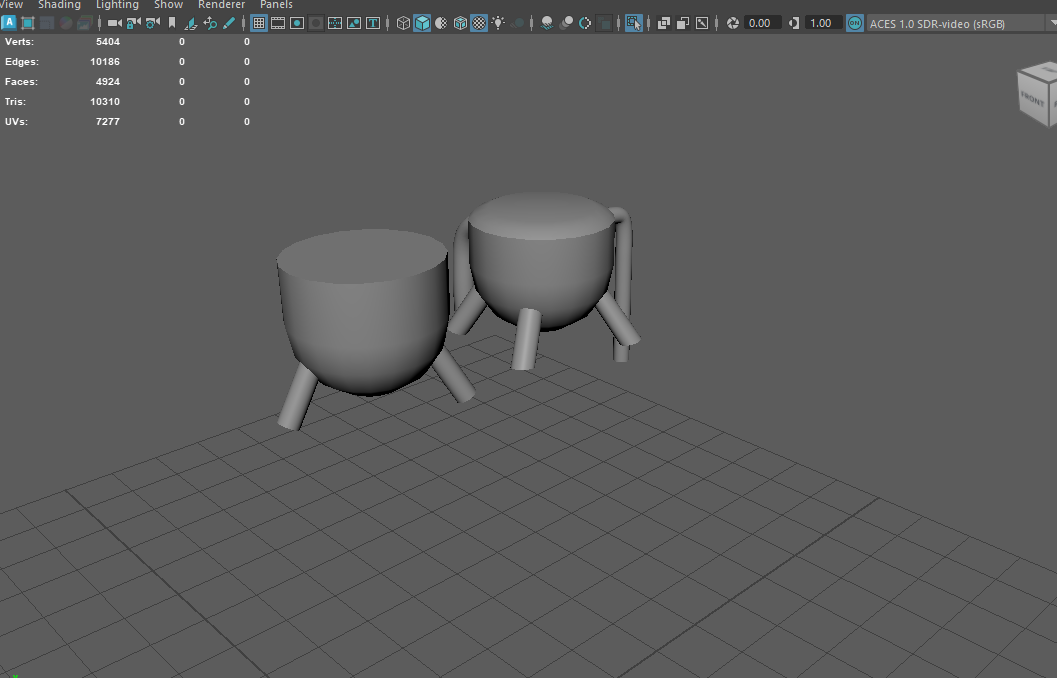 View Shading Lighting Show Renderer Panels
0.00 1.00 ON ACES 1.0 SDR-video (sRGB)
Verts: 5404 0 0
Edges: 10186 0 0
Faces: 4924 0 0
Tris: 10310 0 0
UVs: 7277 0 0
FRONT